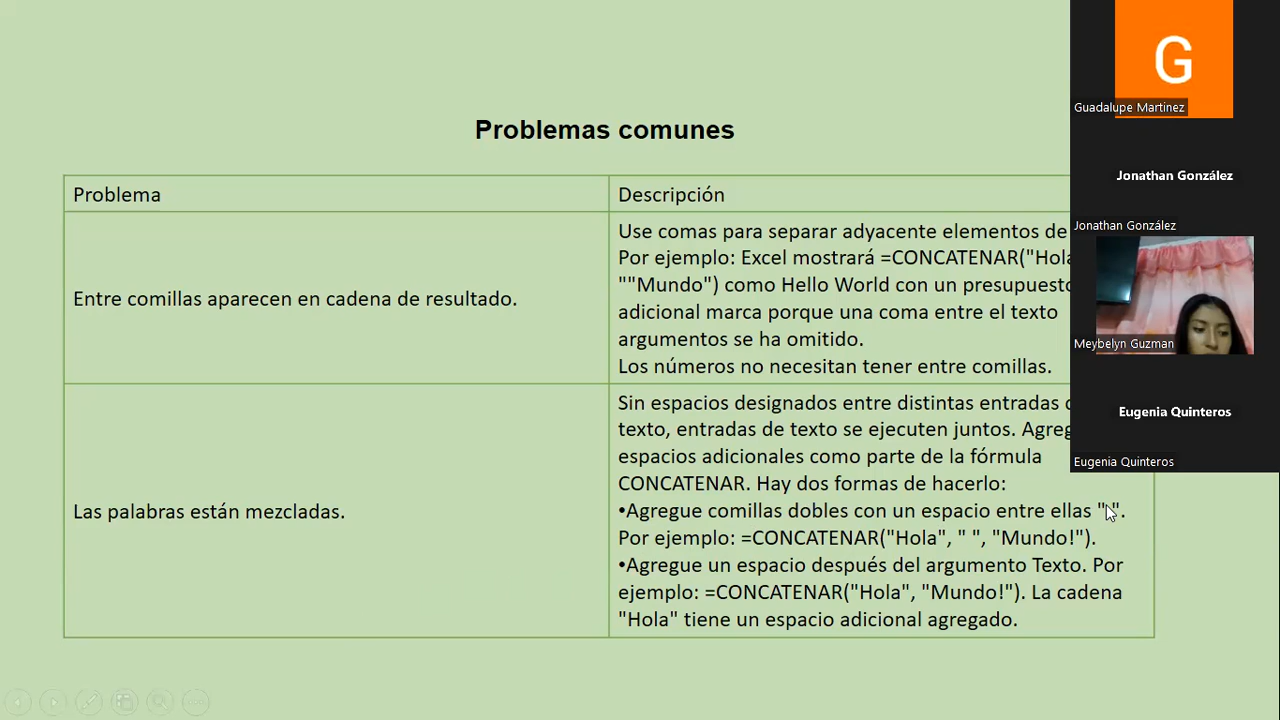 Problemas comunes
Problema
Descripción
Entre comillas aparecen en cadena de resultado.
Use comas para separar adyacente elementos de
Por ejemplo: Excel mostrará =CONCATENAR("Hola
""Mundo") como Hello World con un presupuesto
adicional marca porque una coma entre el texto
argumentos se ha omitido.
Los números no necesitan tener entre comillas.
Las palabras están mezcladas.
Sin espacios designados entre distintas entradas
texto, entradas de texto se ejecuten juntos.
espacios adicionales como parte de la fórmula
CONCATENAR. Hay dos formas de hacerlo:
•Agregue comillas dobles con un espacio entre ellas " ".
Por ejemplo: =CONCATENAR("Hola", " ", "Mundo!").
•Agregue un espacio después del argumento Texto. Por
ejemplo: =CONCATENAR("Hola", "Mundo!"). La cadena
"Hola" tiene un espacio adicional agregado.
G
Guadalupe Martinez
Jonathan González
Jonathan González
Meybelyn Guzman
Eugenia Quinteros
Eugenia Quinteros